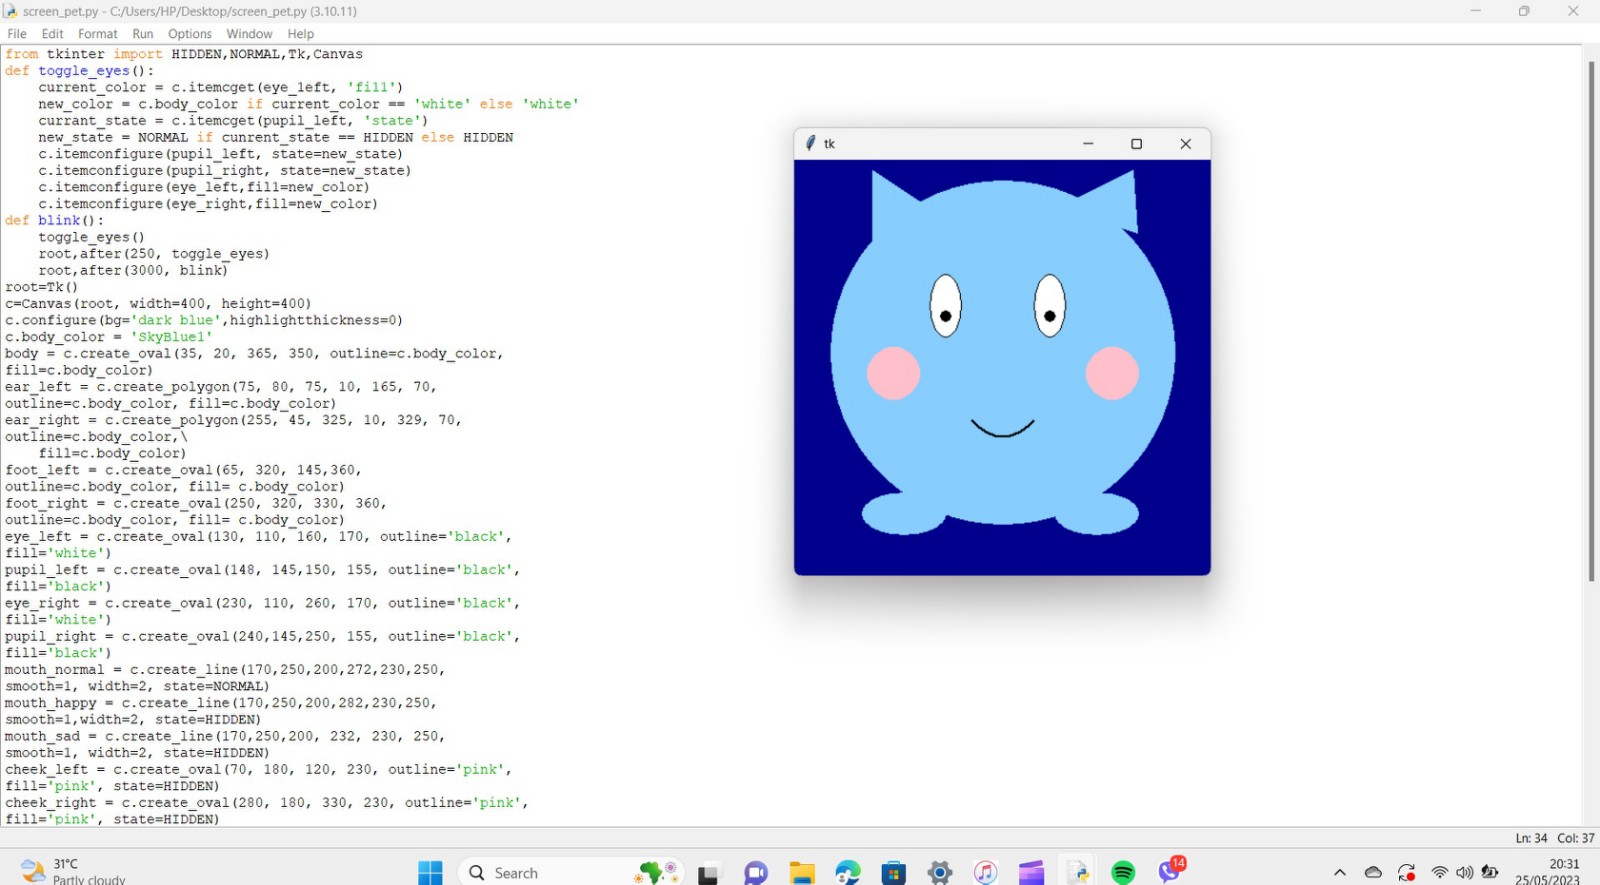 screen_pet.py - C:/Users/HP/Desktop/screen_pet.py (3.10.11)
File Edit Format Run Options Window Help
from tkinter import HIDDEN,NORMAL,Tk,Canvas
def toggle_eyes():
    current_color = c.itemcget(eye_left, 'fill')
    new_color = c.body_color if current_color == 'white' else 'white'
    currant_state = c.itemcget(pupil_left, 'state')
    new_state = NORMAL if cunrent_state == HIDDEN else HIDDEN
    c.itemconfigure(pupil_left, state=new_state)
    c.itemconfigure(pupil_right, state=new_state)
    c.itemconfigure(eye_left,fill=new_color)
    c.itemconfigure(eye_right,fill=new_color)
def blink():
    toggle_eyes()
    root,after(250, toggle_eyes)
    root,after(3000, blink)
root=Tk()
c=Canvas(root, width=400, height=400)
c.configure(bg='dark blue',highlightthickness=0)
c.body_color = 'SkyBlue1'
body = c.create_oval(35, 20, 365, 350, outline=c.body_color,
fill=c.body_color)
ear_left = c.create_polygon(75, 80, 75, 10, 165, 70,
outline=c.body_color, fill=c.body_color)
ear_right = c.create_polygon(255, 45, 325, 10, 329, 70,
outline=c.body_color,\
    fill=c.body_color)
foot_left = c.create_oval(65, 320, 145,360,
outline=c.body_color, fill= c.body_color)
foot_right = c.create_oval(250, 320, 330, 360,
outline=c.body_color, fill= c.body_color)
eye_left = c.create_oval(130, 110, 160, 170, outline='black',
fill='white')
pupil_left = c.create_oval(148, 145,150, 155, outline='black',
fill='black')
eye_right = c.create_oval(230, 110, 260, 170, outline='black',
fill='white')
pupil_right = c.create_oval(240,145,250, 155, outline='black',
fill='black')
mouth_normal = c.create_line(170,250,200,272,230,250,
smooth=1, width=2, state=NORMAL)
mouth_happy = c.create_line(170,250,200,282,230,250,
smooth=1,width=2, state=HIDDEN)
mouth_sad = c.create_line(170,250,200, 232, 230, 250,
smooth=1, width=2, state=HIDDEN)
cheek_left = c.create_oval(70, 180, 120, 230, outline='pink',
fill='pink', state=HIDDEN)
cheek_right = c.create_oval(280, 180, 330, 230, outline='pink',
fill='pink', state=HIDDEN)
tk
Ln: 34 Col: 37
31°C
Partly cloudy
Search
14
20:31
25/05/2023